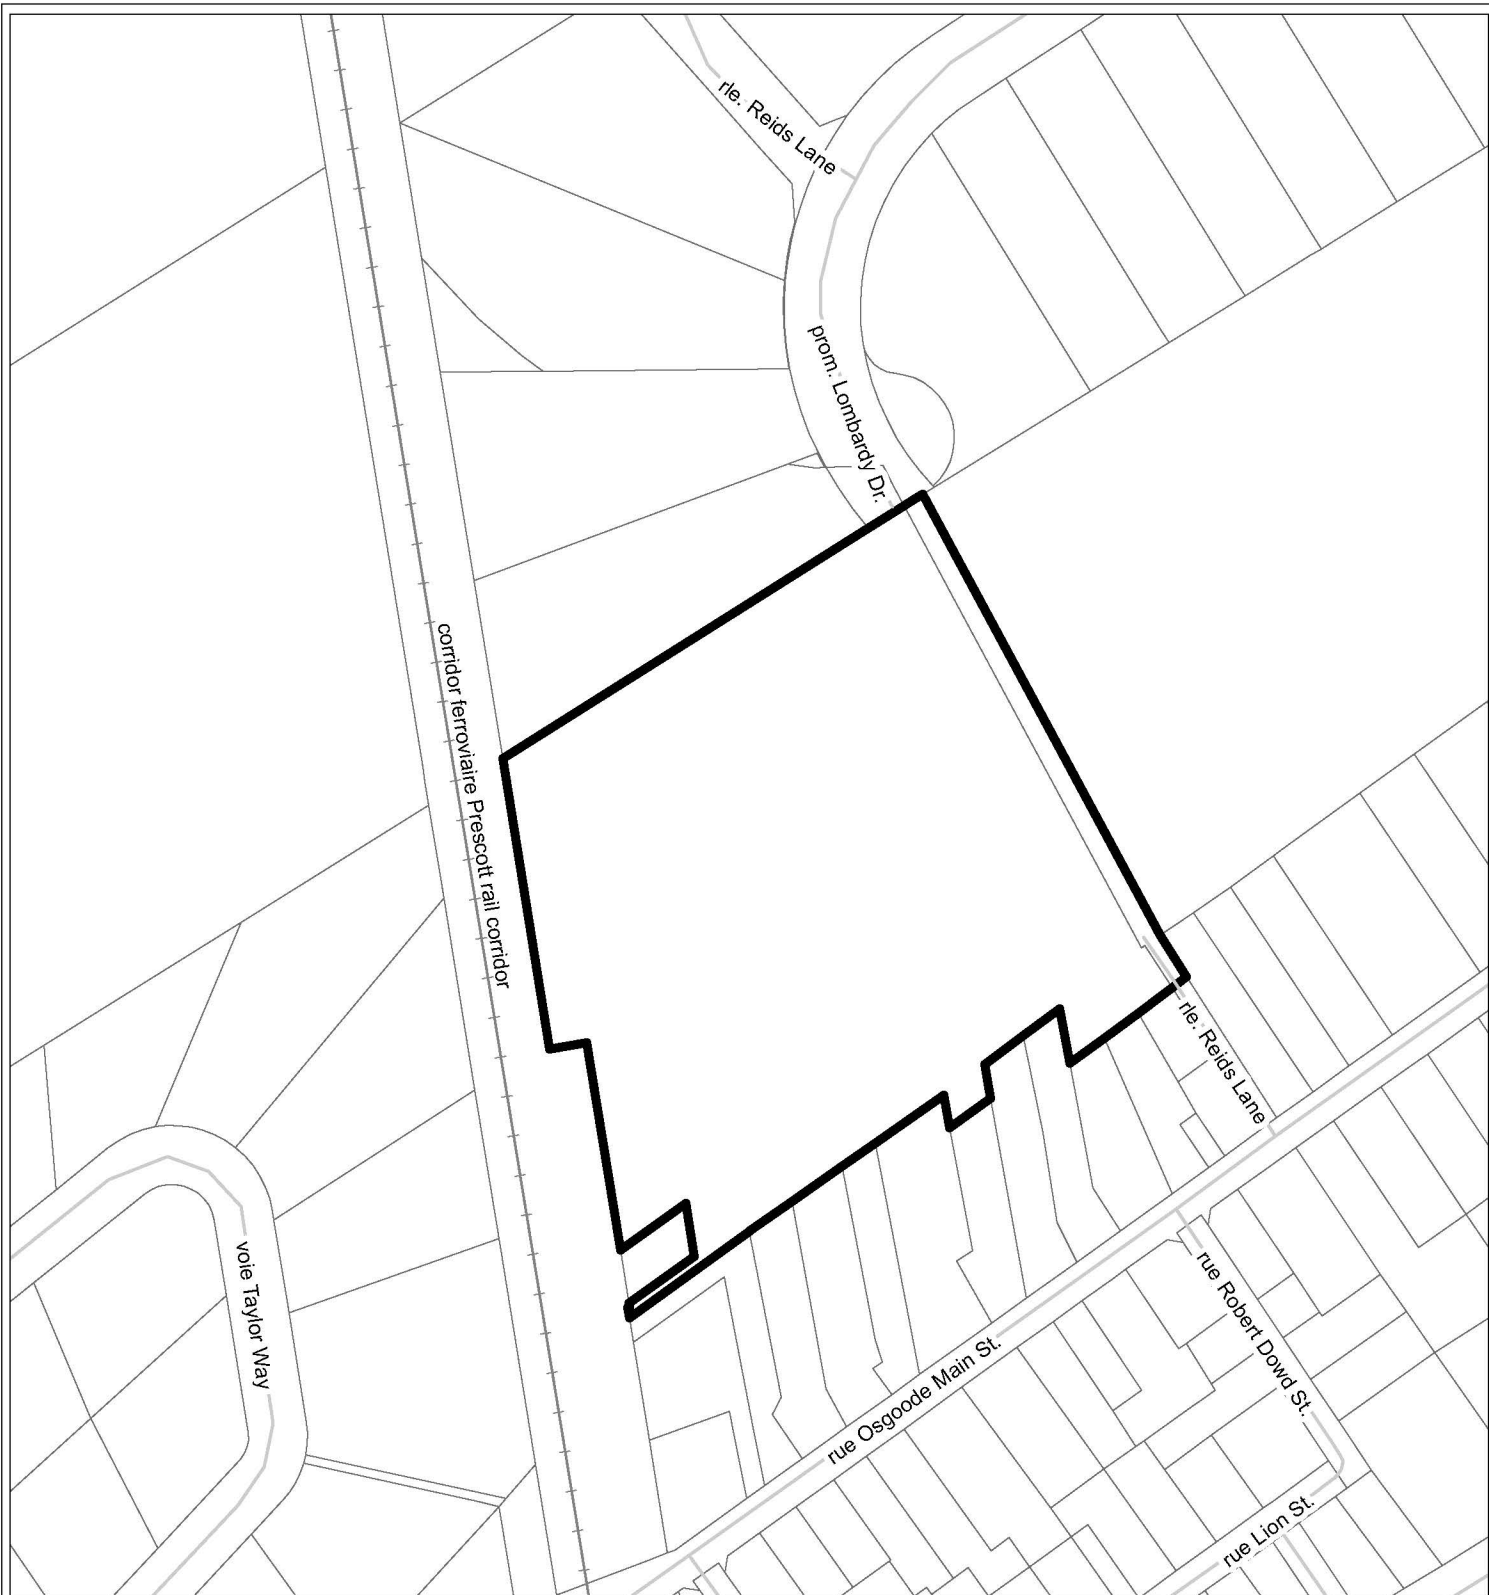 rle. Reids Lane
prom. Lombardy Dr.
corridor ferroviaire Prescott rail corridor
rle. Reids Lane
voie Taylor Way
rue Robert Dowd St.
rue Osgoode Main St.
rue Lion St.